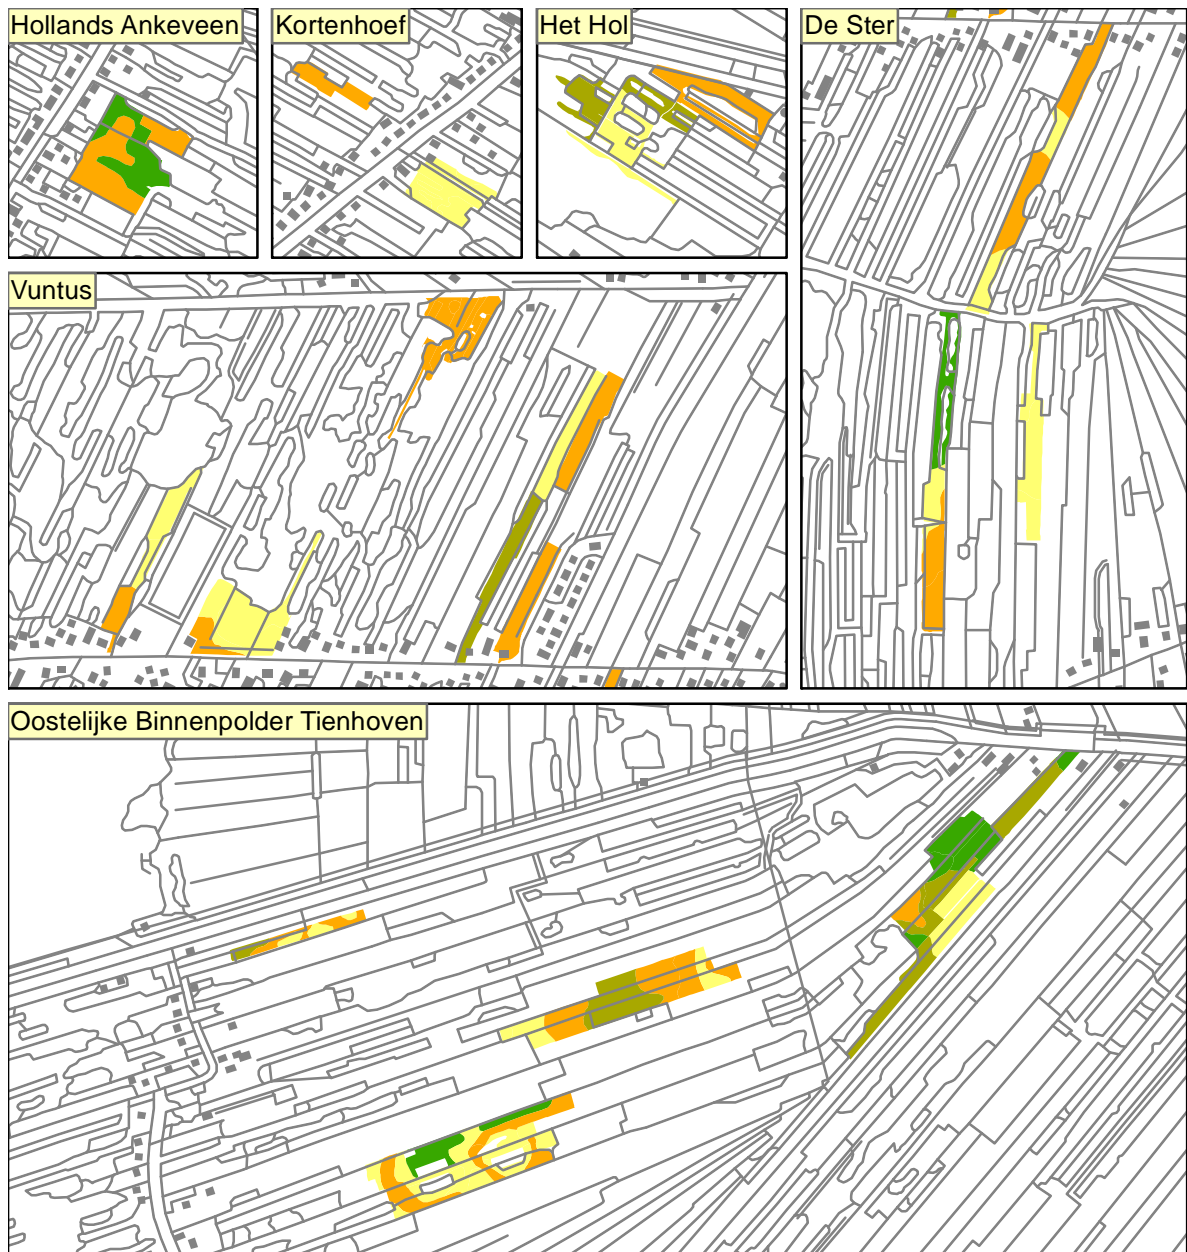 Hollands Ankeveen
Kortenhoef
Het Hol
De Ster
Vuntus
Oostelijke Binnenpolder Tienhoven